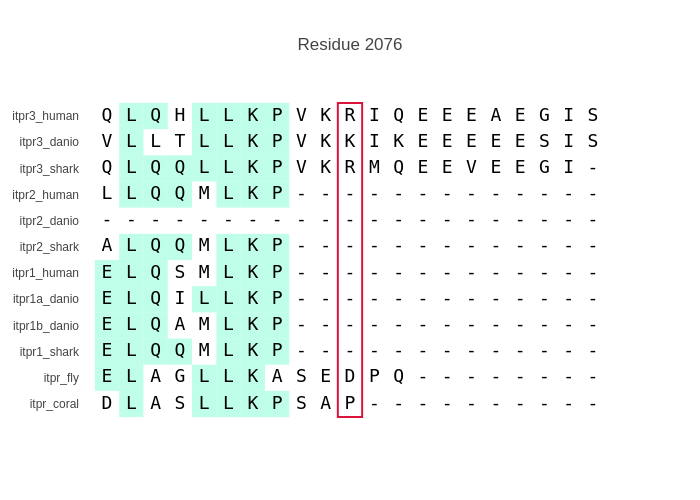 Residue 2076
itpr3_human Q L Q H L L K P V K R I Q E E E A E G I S
itpr3_danio V L L T L L K P V K K I K E E E E E S I S
itpr3_shark Q L Q Q L L K P V K R M Q E E V E E G I -
itpr2_human L L Q Q M L K P - - - - - - - - - - - - -
itpr2_danio - - - - - - - - - - - - - - - - - - - - -
itpr2_shark A L Q Q M L K P - - - - - - - - - - - - -
itpr1_human E L Q S M L K P - - - - - - - - - - - - -
itpr1a_danio E L Q I L L K P - - - - - - - - - - - - -
itpr1b_danio E L Q A M L K P - - - - - - - - - - - - -
itpr1_shark E L Q Q M L K P - - - - - - - - - - - - -
itpr_fly E L A G L L K A S E D P Q - - - - - - - -
itpr_coral D L A S L L K P S A P - - - - - - - - - -